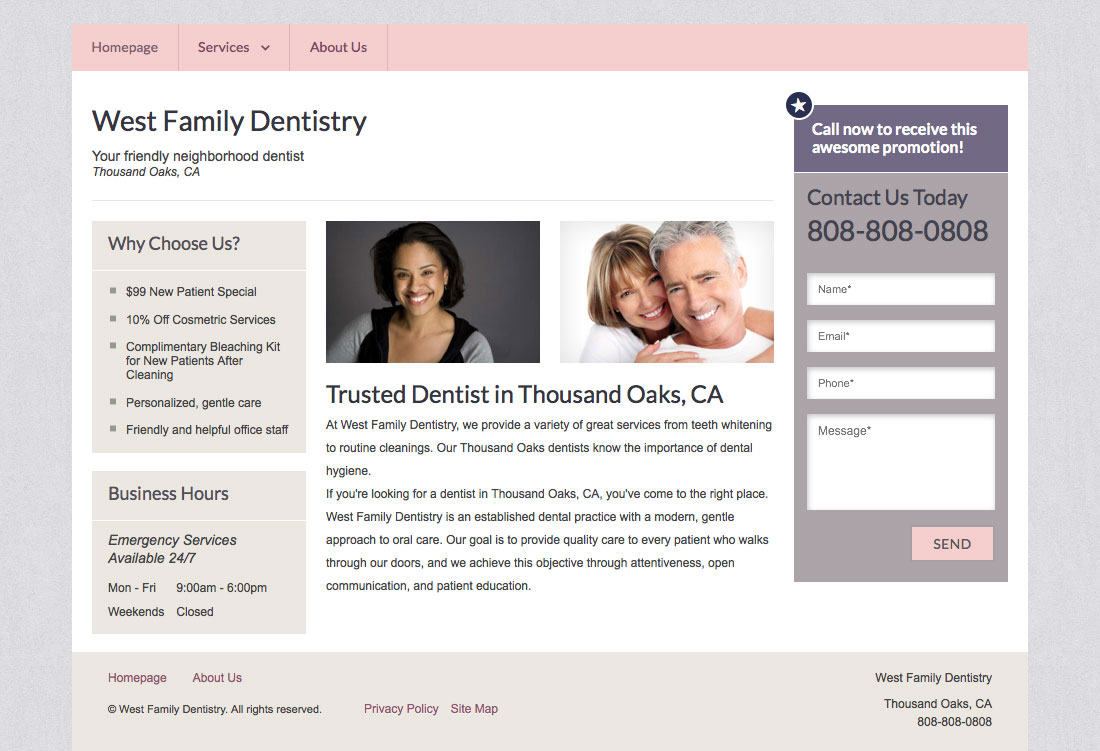 Homepage
Services
About Us
West Family Dentistry
Your friendly neighborhood dentist
Thousand Oaks, CA
Why Choose Us?
$99 New Patient Special
10% Off Cosmetric Services
Complimentary Bleaching Kit
for New Patients After
Cleaning
Personalized, gentle care
Friendly and helpful office staff
Business Hours
Emergency Services
Available 24/7
Mon - Fri 9:00am - 6:00pm
Weekends Closed
Trusted Dentist in Thousand Oaks, CA
At West Family Dentistry, we provide a variety of great services from teeth whitening
to routine cleanings. Our Thousand Oaks dentists know the importance of dental
hygiene.
If you're looking for a dentist in Thousand Oaks, CA, you've come to the right place.
West Family Dentistry is an established dental practice with a modern, gentle
approach to oral care. Our goal is to provide quality care to every patient who walks
through our doors, and we achieve this objective through attentiveness, open
communication, and patient education.
Call now to receive this
awesome promotion!
Contact Us Today
808-808-0808
Name*
Email*
Phone*
Message*
SEND
Homepage About Us
© West Family Dentistry. All rights reserved. Privacy Policy Site Map
West Family Dentistry
Thousand Oaks, CA
808-808-0808